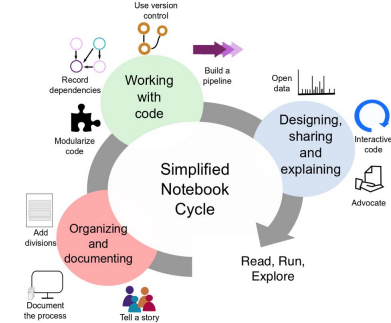 Use version
control
Record
dependencies
Working
with
code
Build a
pipeline
Modularize
code
Open
data
Designing,
sharing
and
explaining
Interactive
code
Advocate
Simplified
Notebook
Cycle
Add
divisions
Organizing
and
documenting
Read, Run,
Explore
Document
the process
Tell a story